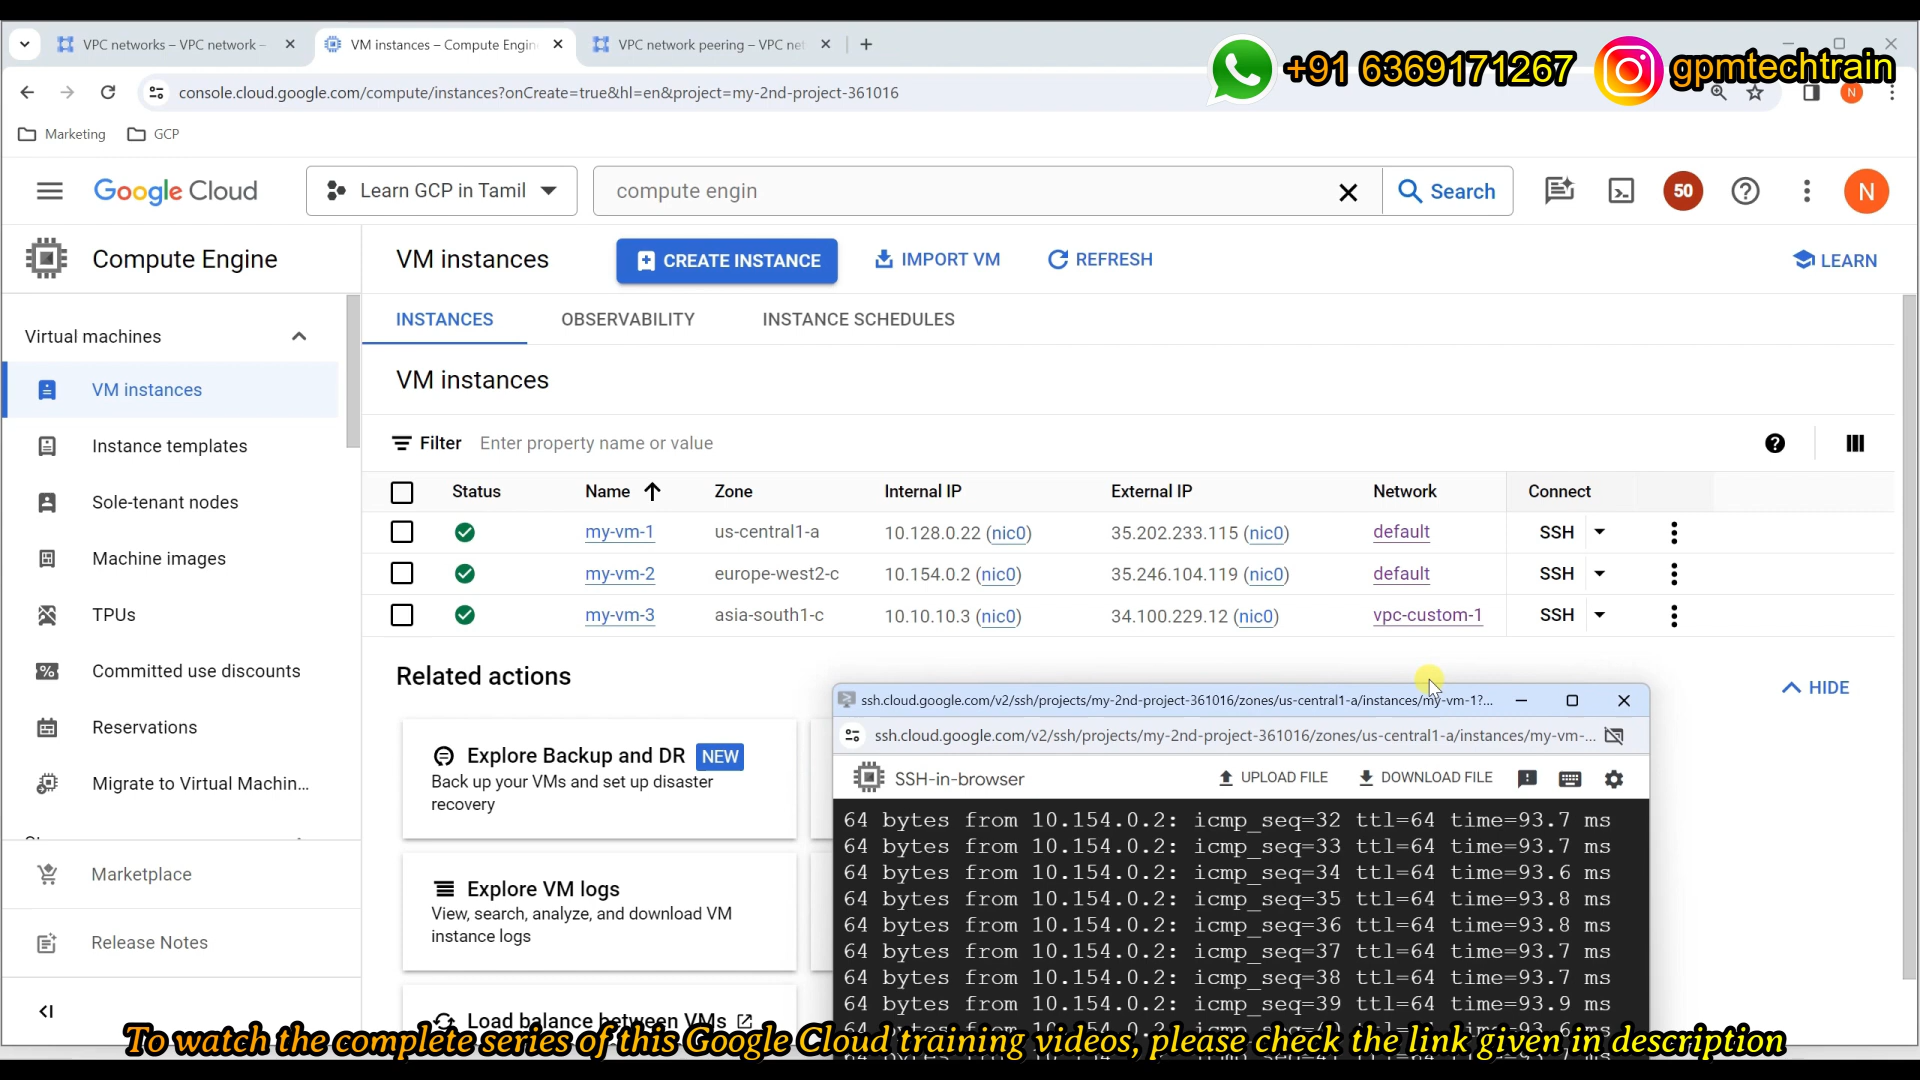 VPC networks – VPC network –
VM instances – Compute Engin
VPC network peering – VPC net
+91 6369171267
gpmtechtrain
console.cloud.google.com/compute/instances?onCreate=true&hl=en&project=my-2nd-project-361016
N
Marketing
GCP
Google Cloud
Learn GCP in Tamil
compute engin
Search
50
N
Compute Engine
VM instances
CREATE INSTANCE
IMPORT VM
REFRESH
LEARN
Virtual machines
INSTANCES
OBSERVABILITY
INSTANCE SCHEDULES
VM instances
VM instances
Instance templates
Sole-tenant nodes
Machine images
TPUs
Committed use discounts
Reservations
Migrate to Virtual Machin...
Marketplace
Release Notes
Filter Enter property name or value
Status Name Zone Internal IP External IP Network Connect
my-vm-1 us-central1-a 10.128.0.22 (nic0) 35.202.233.115 (nic0) default SSH
my-vm-2 europe-west2-c 10.154.0.2 (nic0) 35.246.104.119 (nic0) default SSH
my-vm-3 asia-south1-c 10.10.10.3 (nic0) 34.100.229.12 (nic0) vpc-custom-1 SSH
Related actions
HIDE
Explore Backup and DR NEW
Back up your VMs and set up disaster
recovery
Explore VM logs
View, search, analyze, and download VM
instance logs
Load balance between VMs
ssh.cloud.google.com/v2/ssh/projects/my-2nd-project-361016/zones/us-central1-a/instances/my-vm-1?...
ssh.cloud.google.com/v2/ssh/projects/my-2nd-project-361016/zones/us-central1-a/instances/my-vm-...
SSH-in-browser
UPLOAD FILE
DOWNLOAD FILE
64 bytes from 10.154.0.2: icmp_seq=32 ttl=64 time=93.7 ms
64 bytes from 10.154.0.2: icmp_seq=33 ttl=64 time=93.7 ms
64 bytes from 10.154.0.2: icmp_seq=34 ttl=64 time=93.6 ms
64 bytes from 10.154.0.2: icmp_seq=35 ttl=64 time=93.8 ms
64 bytes from 10.154.0.2: icmp_seq=36 ttl=64 time=93.8 ms
64 bytes from 10.154.0.2: icmp_seq=37 ttl=64 time=93.7 ms
64 bytes from 10.154.0.2: icmp_seq=38 ttl=64 time=93.7 ms
64 bytes from 10.154.0.2: icmp_seq=39 ttl=64 time=93.9 ms
To watch the complete series of this Google Cloud training videos, please check the link given in description